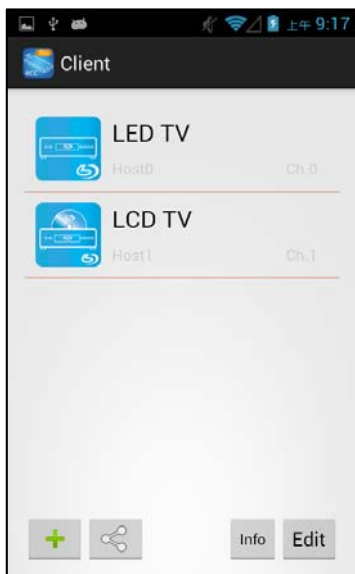 上午 9:17
Client
LED TV
Host0 Ch.0
LCD TV
Host1 Ch.1
Info Edit